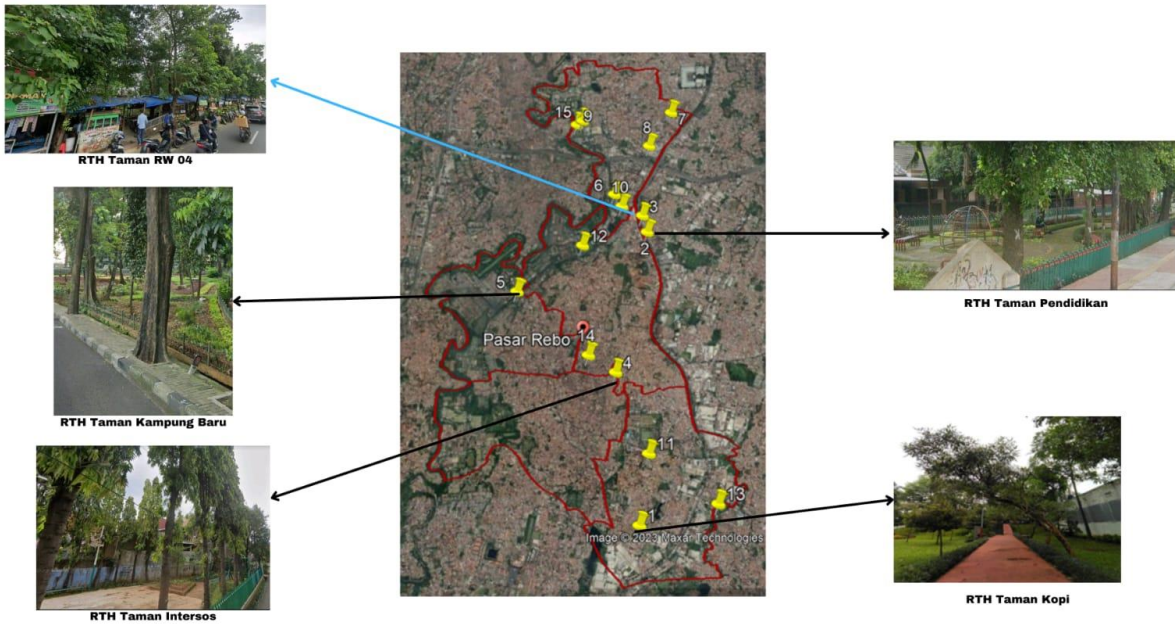 RTH Taman RW 04
RTH Taman Kampung Baru
RTH Taman Intersos
15
9
7
8
6
10
3
2
12
5
Pasar Rebo
14
4
11
13
1
Image © 2023 Maxar Technologies
RTH Taman Pendidikan
RTH Taman Kopi